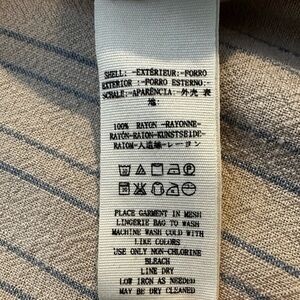 SHELL: -EXTÉRIEUR:-FORRO
EXTERIOR :-FORRO ESTERNO:-
SCHALE:-APARÊNCIA:-外壳 表
地:
100% RAYON -RAYONNE-
RAYÓN-RAION-KUNSTSEIDE-
RAIOM-人造絲-レーヨン
PLACE GARMENT IN MESH
LINGERIE BAG TO WASH
MACHINE WASH COLD WITH
LIKE COLORS
USE ONLY NON-CHLORINE
BLEACH
LINE DRY
LOW IRON AS NEEDED
MAY BE DRY CLEANED